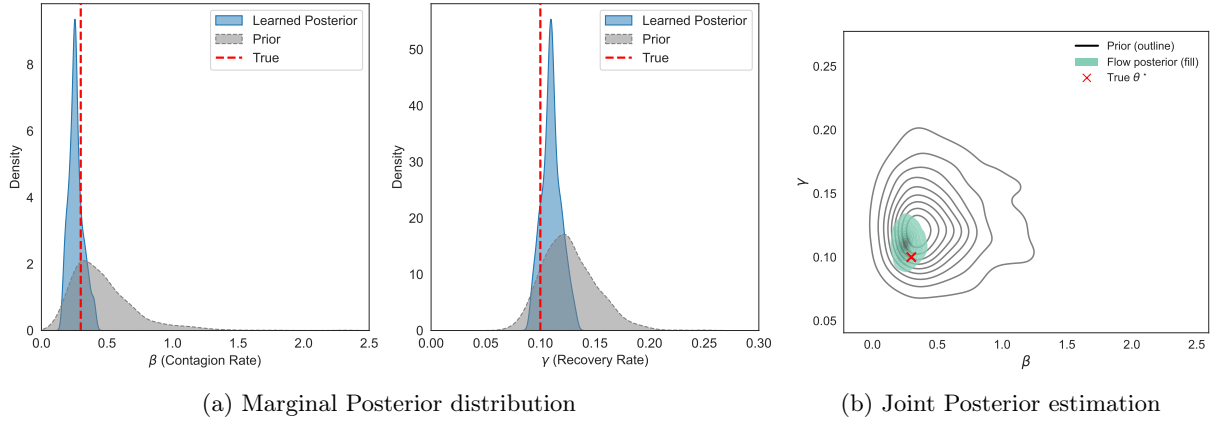 Learned Posterior
Prior
True
Density
8
6
4
2
0
0.0 0.5 1.0 1.5 2.0 2.5
β (Contagion Rate)
Learned Posterior
Prior
True
Density
50
40
30
20
10
0
0.00 0.05 0.10 0.15 0.20 0.25 0.30
γ (Recovery Rate)
Prior (outline)
Flow posterior (fill)
True θ*
γ
0.25
0.20
0.15
0.10
0.05
0.0 0.5 1.0 1.5 2.0 2.5
β
(a) Marginal Posterior distribution
(b) Joint Posterior estimation